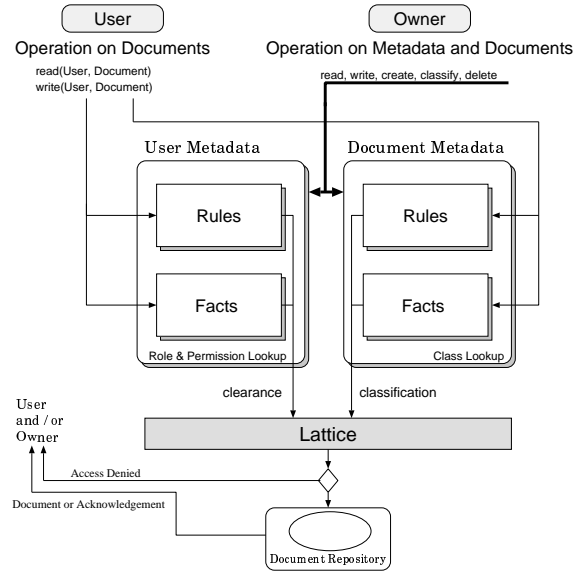 User
Owner
Operation on Documents
Operation on Metadata and Documents
read(User, Document)
write(User, Document)
read, write, create, classify, delete
User Metadata
Document Metadata
Rules
Rules
Facts
Facts
Role & Permission Lookup
Class Lookup
clearance
classification
User
and / or
Owner
Lattice
Access Denied
Document or Acknowledgement
Document Repository